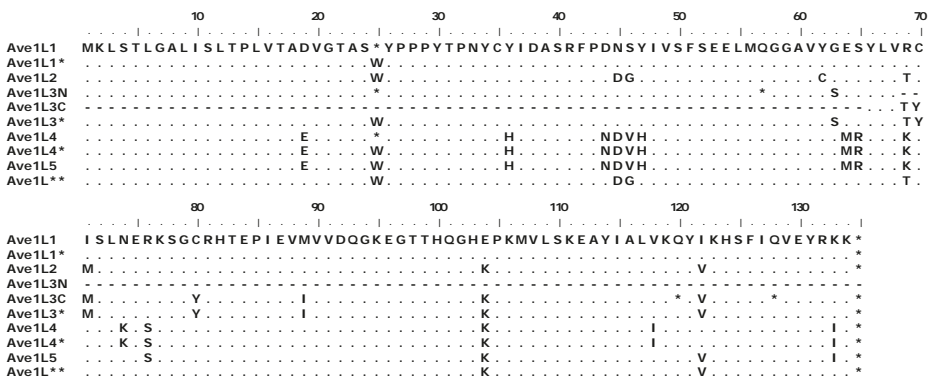 10 20 30 40 50 60 70
Ave1L1 MKLSTLGALISLTPLVTADVGTAS*YPPPYTPNYCYIDASRFPDNSYIVSFSEELMQGGAVYGESYLVRC
Ave1L1* ........................W.............................................
Ave1L2 ........................W...................DG...............C......T.
Ave1L3N ........................*...............................*.....S.....--
Ave1L3C -----------------------------------------------------------------...TY
Ave1L3* ........................W.....................................S.....TY
Ave1L4 ..................E.....*..........H.......NDVH................MR...K.
Ave1L4* ..................E.....W..........H.......NDVH................MR...K.
Ave1L5 ..................E.....W..........H.......NDVH................MR...K.
Ave1L** ........................W...................DG......................T.
80 90 100 110 120 130
Ave1L1 ISLNERKSGCRHTEPIEVMVVDQGKEGTTHQGHEPKMVLSKEAYIALVKQYIKHSFIQVEYRKK*
Ave1L1* ................................................................*
Ave1L2 M................................K.................V............*
Ave1L3N -----------------------------------------------------------------
Ave1L3C M........Y........I..............K...............*.V.....*......*
Ave1L3* M........Y........I..............K.................V............*
Ave1L4 ...K.S...........................K.............I..............I.*
Ave1L4* ...K.S...........................K.............I..............I.*
Ave1L5 .....S...........................K.................V..........I.*
Ave1L** .................................K.................V............*